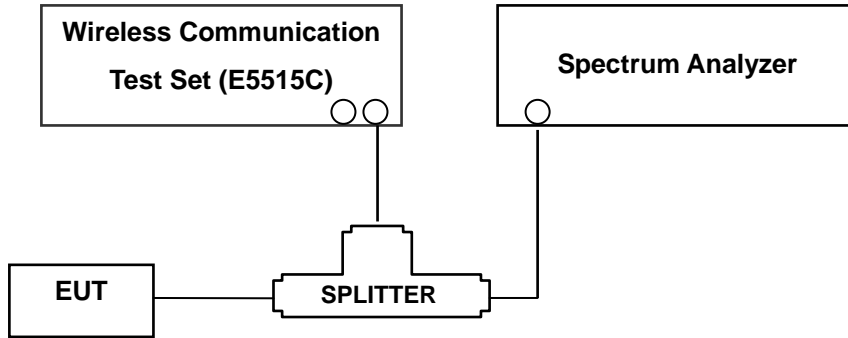 Wireless Communication
Test Set (E5515C)
Spectrum Analyzer
EUT
SPLITTER